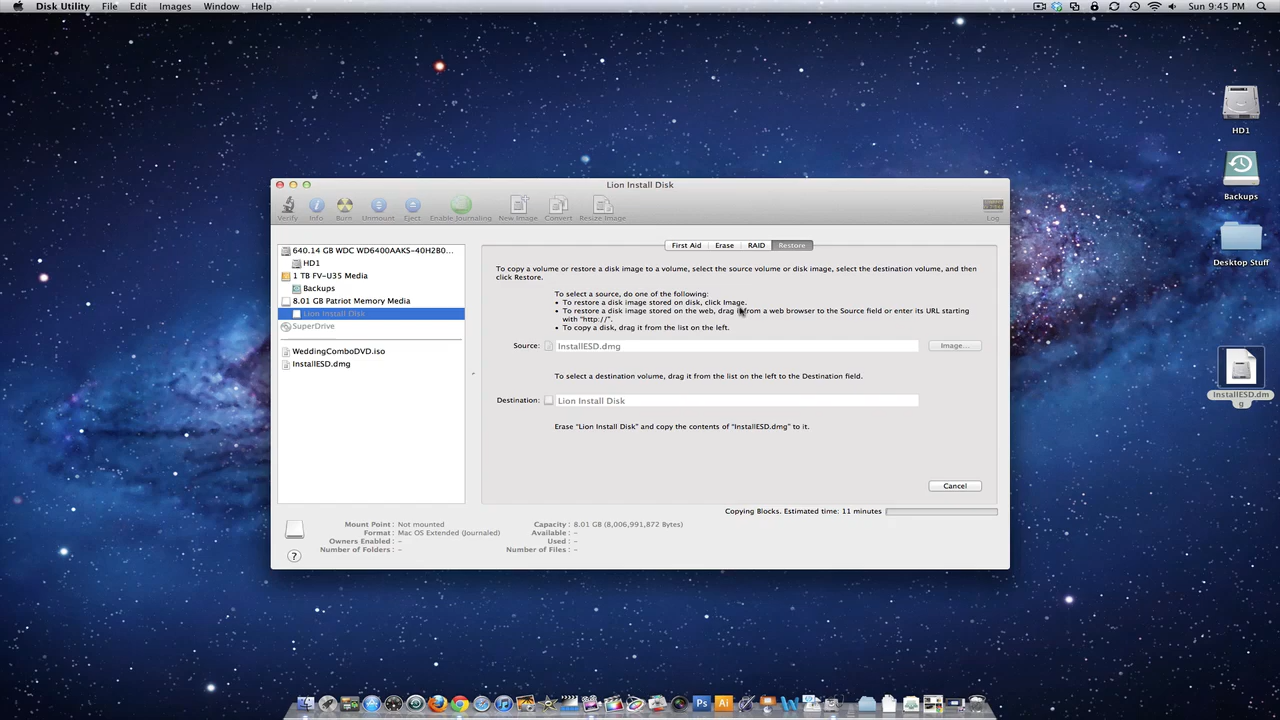 Disk Utility File Edit Images Window Help
Sun 9:45 PM
HD1
Backups
Desktop Stuff
InstallESD.dm
g
Lion Install Disk
Verify Info Burn Unmount Eject Enable Journaling New Image Convert Resize Image
Log
640.14 GB WDC WD6400AAKS-40H2B0...
HD1
1 TB FV-U35 Media
Backups
8.01 GB Patriot Memory Media
Lion Install Disk
SuperDrive
WeddingComboDVD.iso
InstallESD.dmg
First Aid Erase RAID Restore
To copy a volume or restore a disk image to a volume, select the source volume or disk image, select the destination volume, and then
click Restore.
To select a source, do one of the following:
• To restore a disk image stored on disk, click Image.
• To restore a disk image stored on the web, drag it from a web browser to the Source field or enter its URL starting
with "http://".
• To copy a disk, drag it from the list on the left.
Source: InstallESD.dmg Image...
To select a destination volume, drag it from the list on the left to the Destination field.
Destination: Lion Install Disk
Erase "Lion Install Disk" and copy the contents of "InstallESD.dmg" to it.
Cancel
Copying Blocks. Estimated time: 11 minutes
Mount Point: Not mounted
Format: Mac OS Extended (Journaled)
Owners Enabled: –
Number of Folders: –
Capacity: 8.01 GB (8,006,991,872 Bytes)
Available: –
Used: –
Number of Files: –
?
Ps
Ai